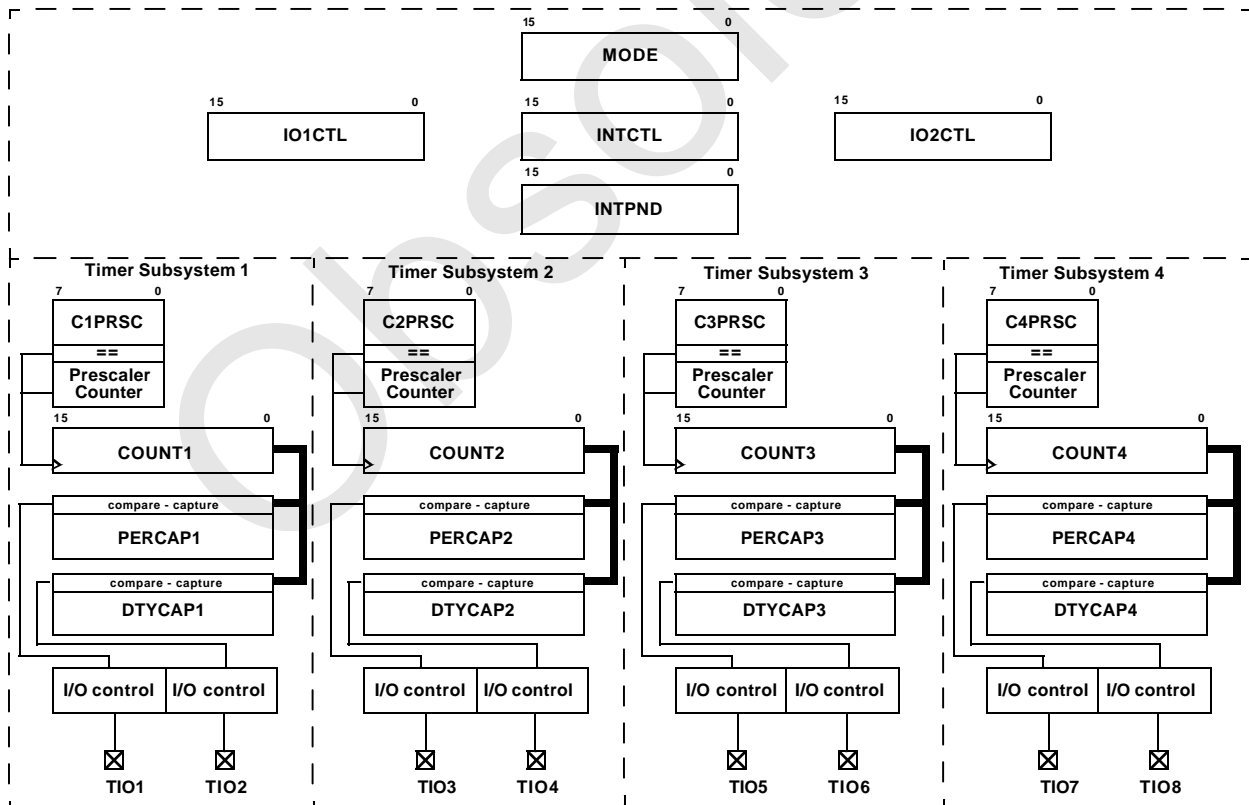 15 0
MODE
15 0 15 0 15 0
IO1CTL INTCTL IO2CTL
15 0
INTPND
Timer Subsystem 1 Timer Subsystem 2 Timer Subsystem 3 Timer Subsystem 4
7 0 7 0 7 0 7 0
C1PRSC C2PRSC C3PRSC C4PRSC
== == == ==
Prescaler Prescaler Prescaler Prescaler
Counter Counter Counter Counter
15 0 15 0 15 0 15 0
COUNT1 COUNT2 COUNT3 COUNT4
compare - capture compare - capture compare - capture compare - capture
PERCAP1 PERCAP2 PERCAP3 PERCAP4
compare - capture compare - capture compare - capture compare - capture
DTYCAP1 DTYCAP2 DTYCAP3 DTYCAP4
I/O control I/O control I/O control I/O control I/O control I/O control I/O control I/O control
TIO1 TIO2 TIO3 TIO4 TIO5 TIO6 TIO7 TIO8